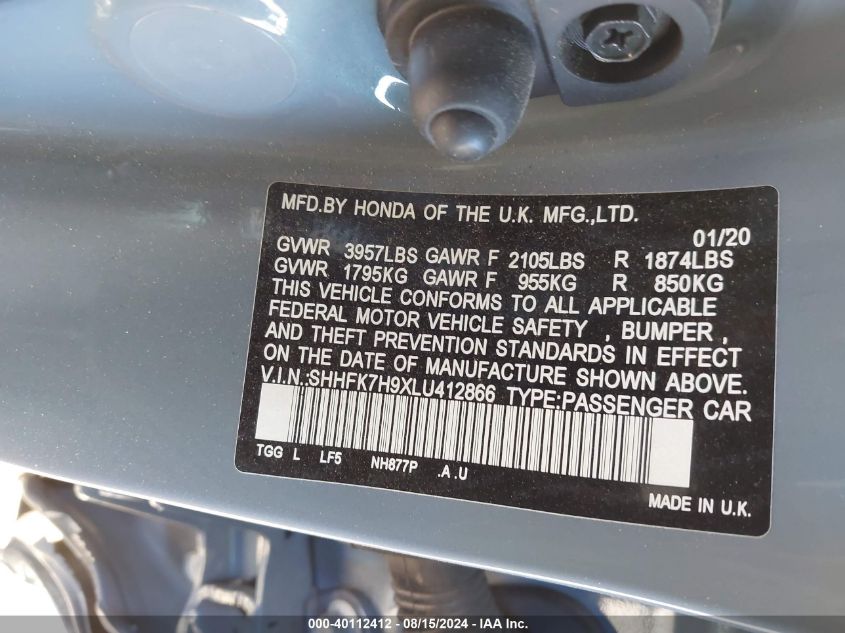 MFD.BY HONDA OF THE U.K. MFG.,LTD.
01/20
GVWR 3957LBS GAWR F 2105LBS R 1874LBS
GVWR 1795KG GAWR F 955KG R 850KG
THIS VEHICLE CONFORMS TO ALL APPLICABLE
FEDERAL MOTOR VEHICLE SAFETY , BUMPER ,
AND THEFT PREVENTION STANDARDS IN EFFECT
ON THE DATE OF MANUFACTURE SHOWN ABOVE.
V.I.N.:SHHFK7H9XLU412866 TYPE:PASSENGER CAR
TGG L LF5 NH877P .A .U
MADE IN U.K.
000-40112412 - 08/15/2024 - IAA Inc.